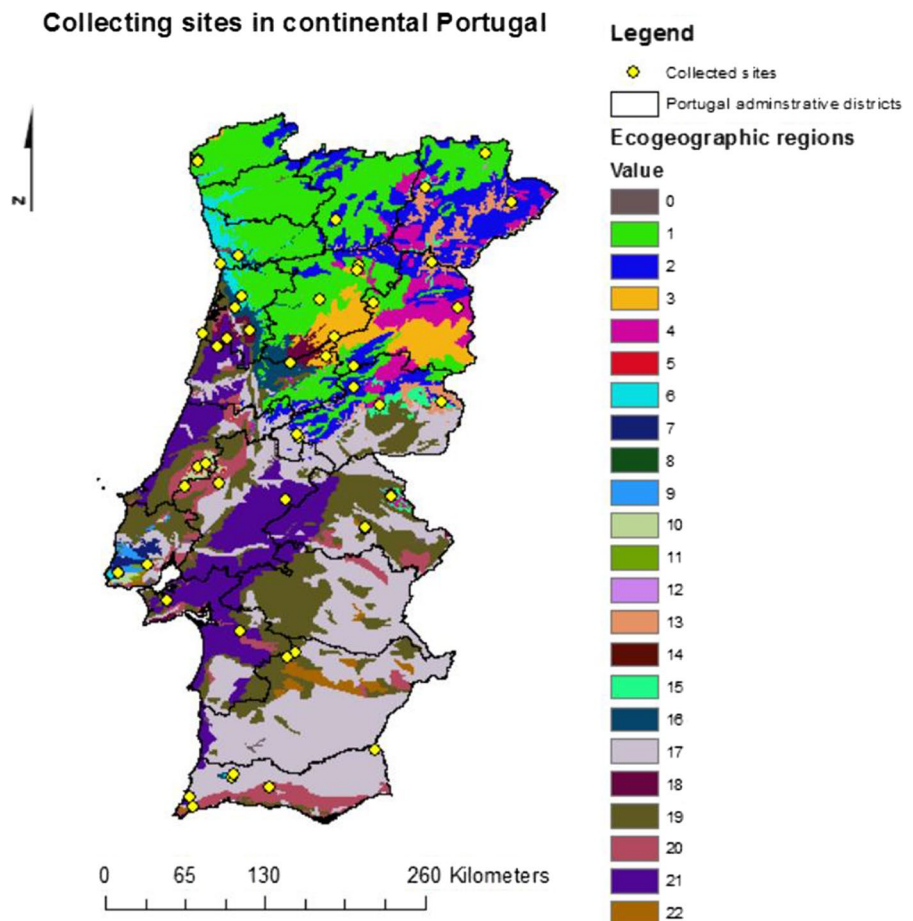 Collecting sites in continental Portugal
Legend
Collected sites
Portugal adminstrative districts
Ecogeographic regions
Value
0
1
2
3
4
5
6
7
8
9
10
11
12
13
14
15
16
17
18
19
20
21
22
N
0 65 130 260 Kilometers